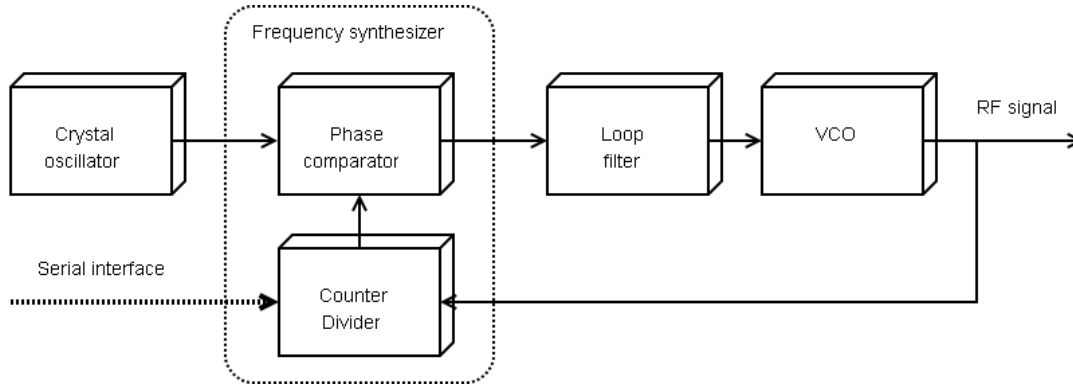 Frequency synthesizer
Crystal
oscillator
Phase
comparator
Loop
filter
VCO
RF signal
Serial interface
Counter
Divider